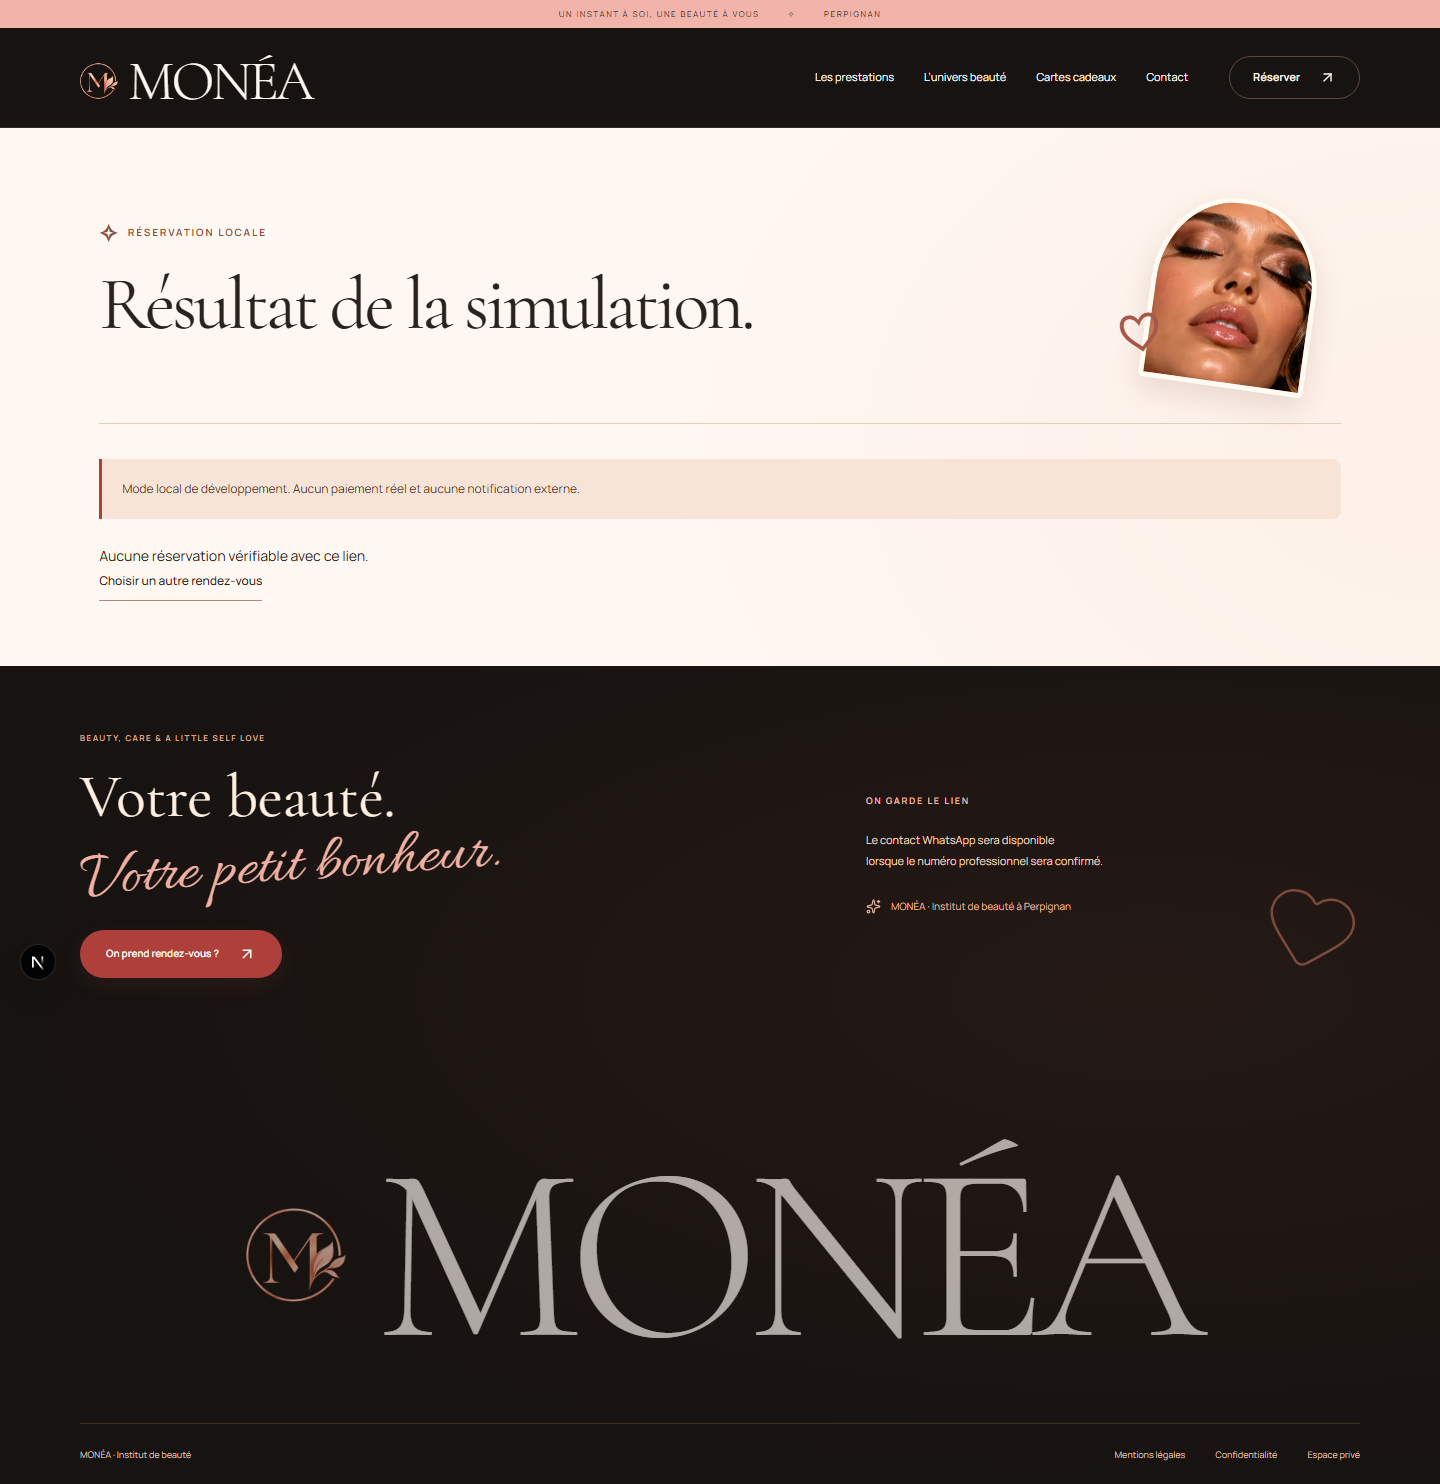 UN INSTANT À SOI, UNE BEAUTÉ À VOUS ✧ PERPIGNAN
M MONÉA
Les prestations L'univers beauté Cartes cadeaux Contact Réserver
RÉSERVATION LOCALE
Résultat de la simulation.
Mode local de développement. Aucun paiement réel et aucune notification externe.
Aucune réservation vérifiable avec ce lien.
Choisir un autre rendez-vous
BEAUTY, CARE & A LITTLE SELF LOVE
Votre beauté.
Votre petit bonheur.
On prend rendez-vous ?
N
ON GARDE LE LIEN
Le contact WhatsApp sera disponible
lorsque le numéro professionnel sera confirmé.
MONÉA · Institut de beauté à Perpignan
M MONÉA
MONÉA · Institut de beauté
Mentions légales Confidentialité Espace privé